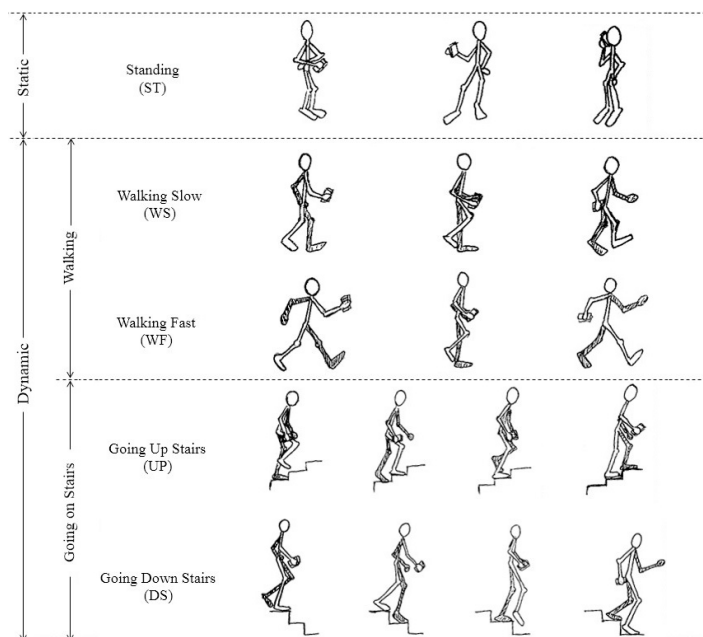 Static
Standing
(ST)
Dynamic
Walking
Walking Slow
(WS)
Walking Fast
(WF)
Going on Stairs
Going Up Stairs
(UP)
Going Down Stairs
(DS)